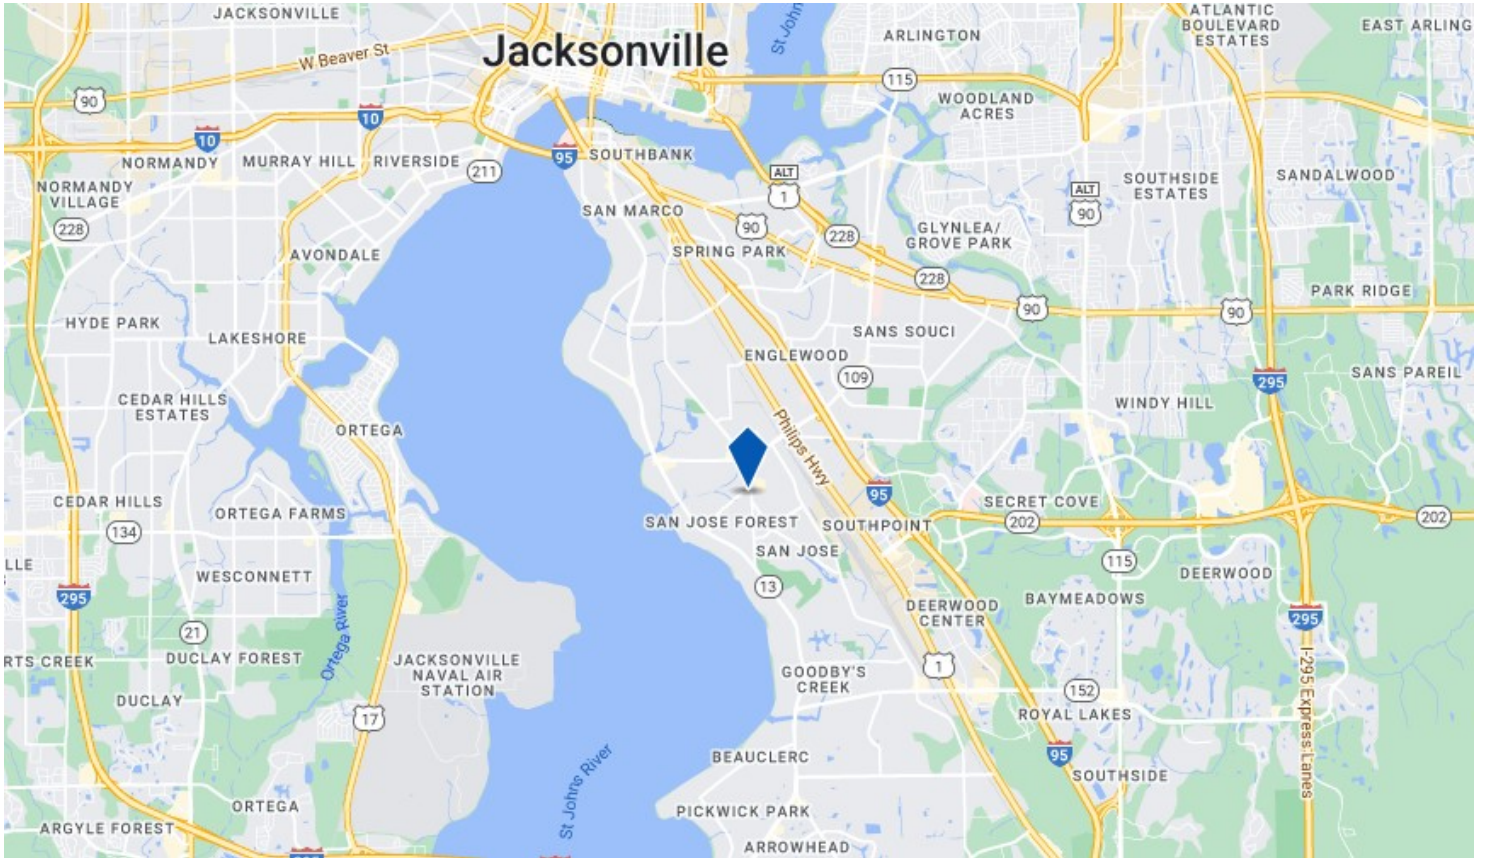 JACKSONVILLE
ATLANTIC
BOULEVARD
ESTATES
EAST ARLING
St John
ARLINGTON
Jacksonville
W Beaver St
115
90
WOODLAND
ACRES
10
10
NORMANDY
MURRAY HILL
RIVERSIDE
211
95
SOUTHBANK
ALT
1
ALT
90
SOUTHSIDE
ESTATES
SANDALWOOD
NORMANDY
VILLAGE
228
SAN MARCO
90
228
GLYNLEA/
GROVE PARK
AVONDALE
SPRING PARK
228
PARK RIDGE
90
90
HYDE PARK
LAKESHORE
SANS SOUCI
ENGLEWOOD
109
295
SANS PAREIL
CEDAR HILLS
ESTATES
WINDY HILL
ORTEGA
Philips Hwy
95
CEDAR HILLS
ORTEGA FARMS
SECRET COVE
134
SAN JOSE FOREST
SOUTHPOINT
202
202
LLE
SAN JOSE
115
WESCONNETT
13
DEERWOOD
295
BAYMEADOWS
DEERWOOD
CENTER
295
21
Ortega River
RTS CREEK
DUCLAY FOREST
JACKSONVILLE
NAVAL AIR
STATION
GOODBY'S
CREEK
1
I-295 Express Lanes
DUCLAY
17
152
ROYAL LAKES
BEAUCLERC
95
SOUTHSIDE
St Johns River
ORTEGA
PICKWICK PARK
ARGYLE FOREST
ARROWHEAD